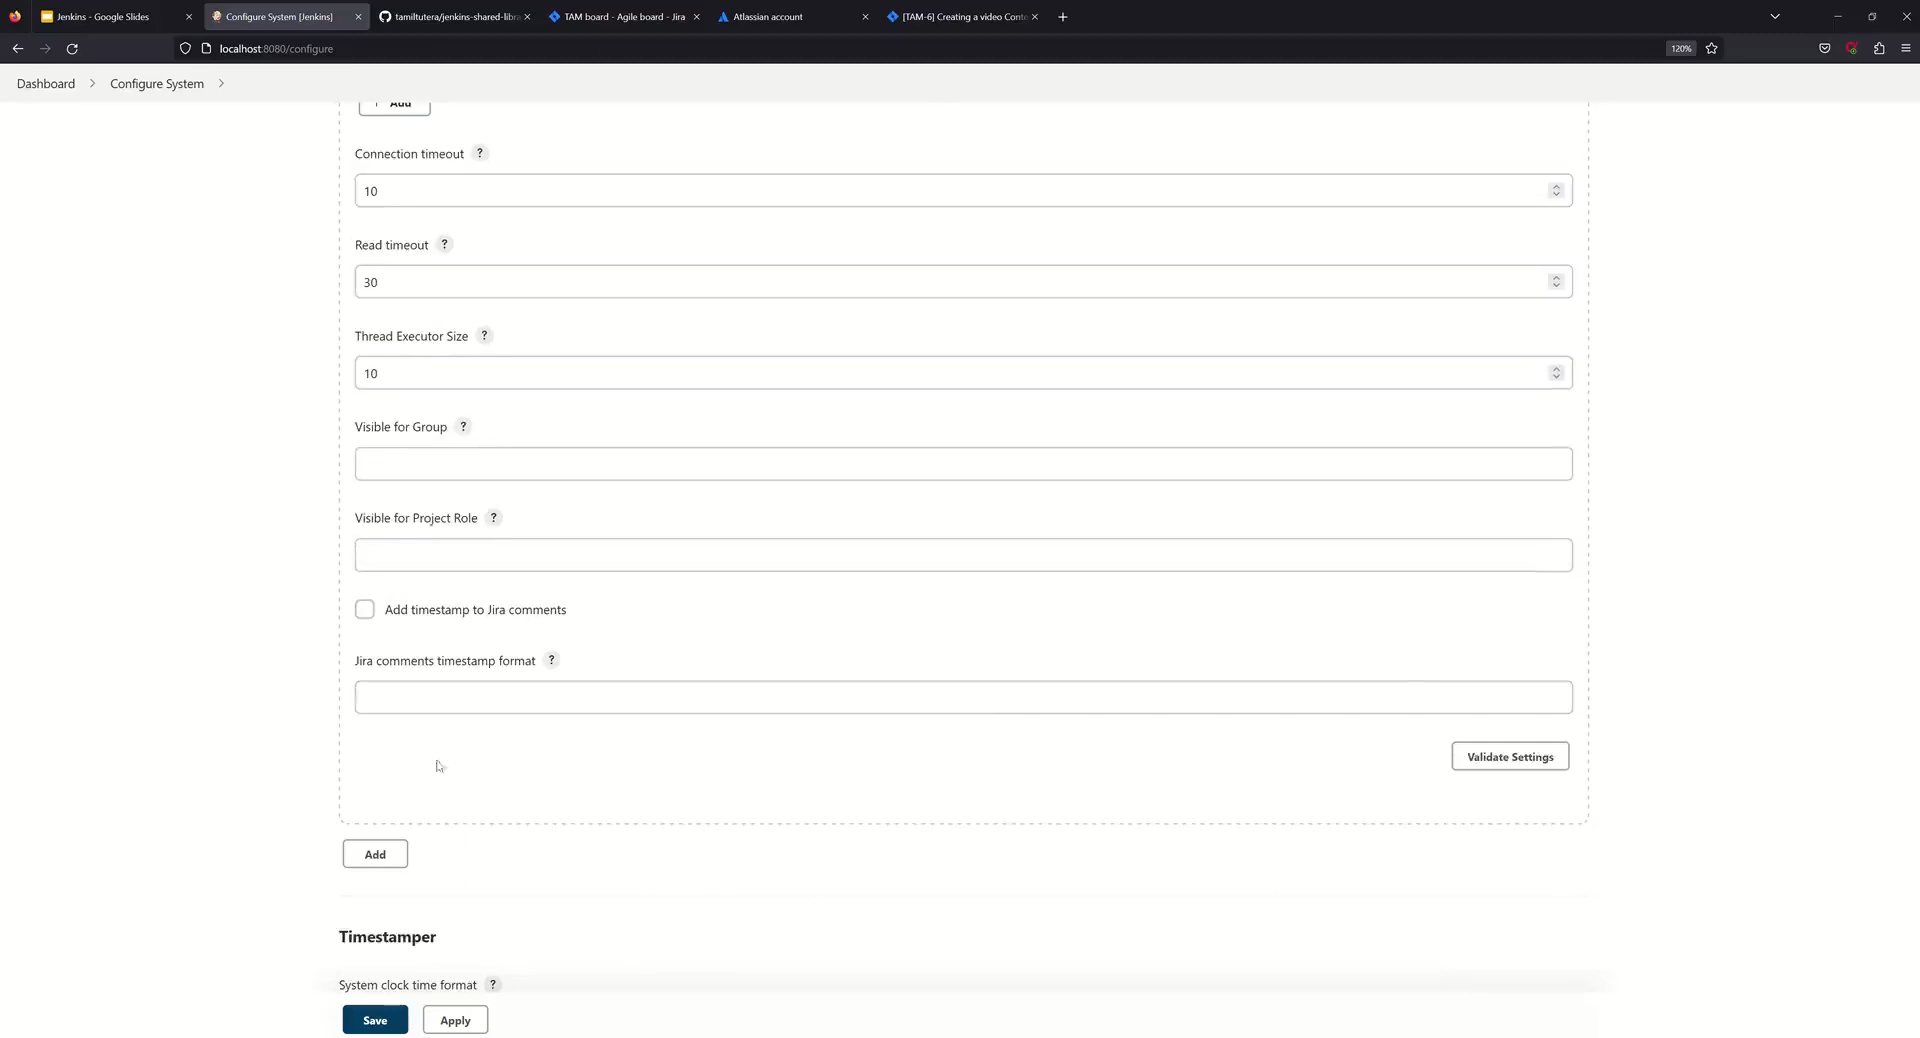 Jenkins - Google Slides
Configure System [Jenkins]
tamiltutera/jenkins-shared-libra
TAM board - Agile board - Jira
Atlassian account
[TAM-6] Creating a video Conte
localhost:8080/configure
120%
Dashboard
Configure System
+ Add
Connection timeout ?
10
Read timeout ?
30
Thread Executor Size ?
10
Visible for Group ?
Visible for Project Role ?
Add timestamp to Jira comments
Jira comments timestamp format ?
Validate Settings
Add
Timestamper
System clock time format ?
Save Apply